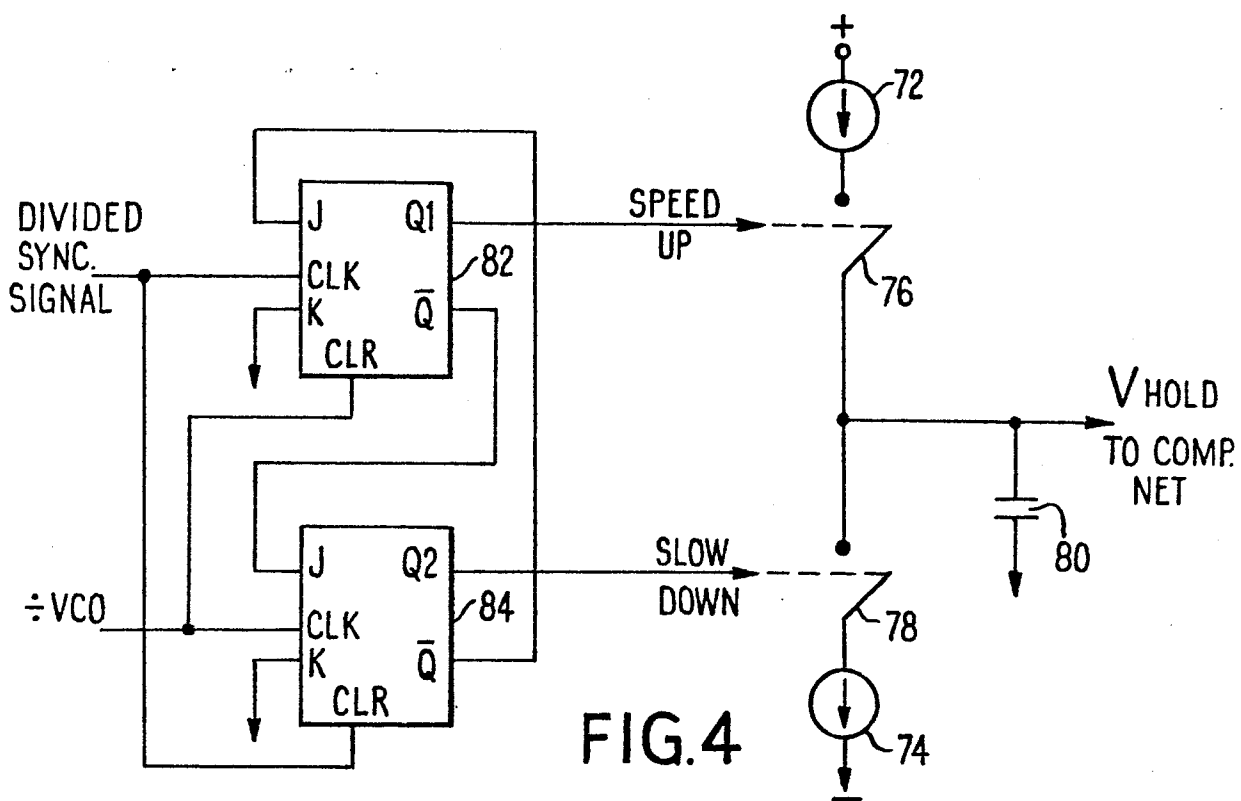 +
72
DIVIDED
SYNC.
SIGNAL
J
Q1
CLK
82
K
Q̅
CLR
SPEED
UP
76
V HOLD
TO COMP.
NET
80
÷VCO
J
Q2
CLK
84
K
Q̅
CLR
SLOW
DOWN
78
74
−
FIG.4